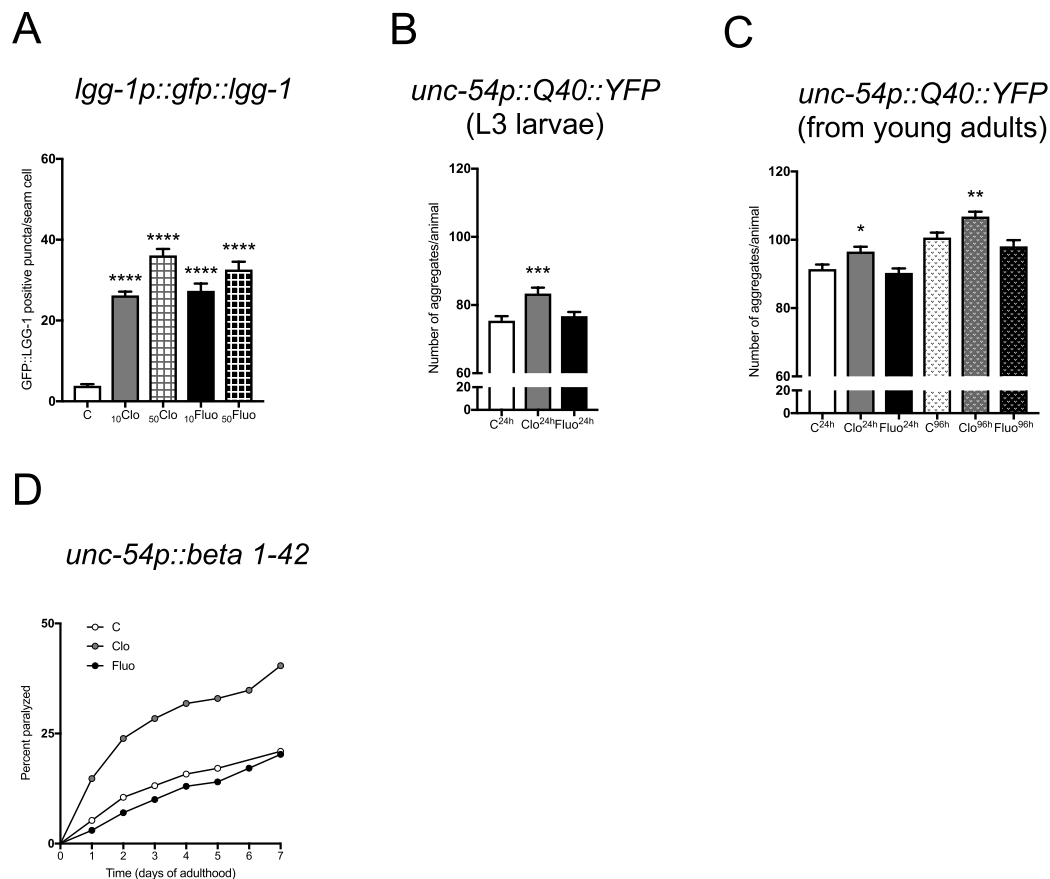 A
lgg-1p::gfp::lgg-1
GFP::LGG-1 positive puncta/seam cell
60
40
20
0
****
****
****
****
C
10Clo
50Clo
10Fluo
50Fluo
B
unc-54p::Q40::YFP
(L3 larvae)
Number of aggregates/animal
120
100
80
60
20
0
***
C24h
Clo24h
Fluo24h
C
unc-54p::Q40::YFP
(from young adults)
Number of aggregates/animal
120
100
80
60
20
0
*
**
C24h
Clo24h
Fluo24h
C96h
Clo96h
Fluo96h
D
unc-54p::beta 1-42
Percent paralyzed
50
25
0
C
Clo
Fluo
0 1 2 3 4 5 6 7
Time (days of adulthood)